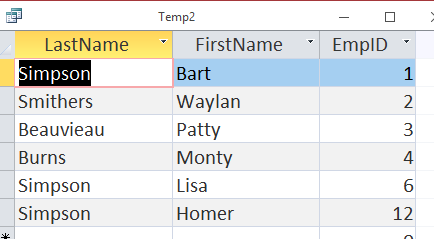 Temp2
LastName FirstName EmpID
Simpson Bart 1
Smithers Waylan 2
Beauvieau Patty 3
Burns Monty 4
Simpson Lisa 6
Simpson Homer 12